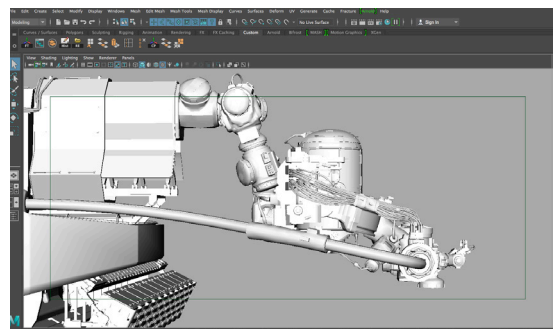 File Edit Create Select Modify Display Windows Mesh Edit Mesh Mesh Tools Mesh Display Curves Surfaces Deform UV Generate Cache Fracture Arnold Help
Modeling No Live Surface Sign in
Curves / Surfaces Polygons Sculpting Rigging Animation Rendering FX FX Caching Custom Arnold Bifrost MASH Motion Graphics XGen
View Shading Lighting Show Renderer Panels